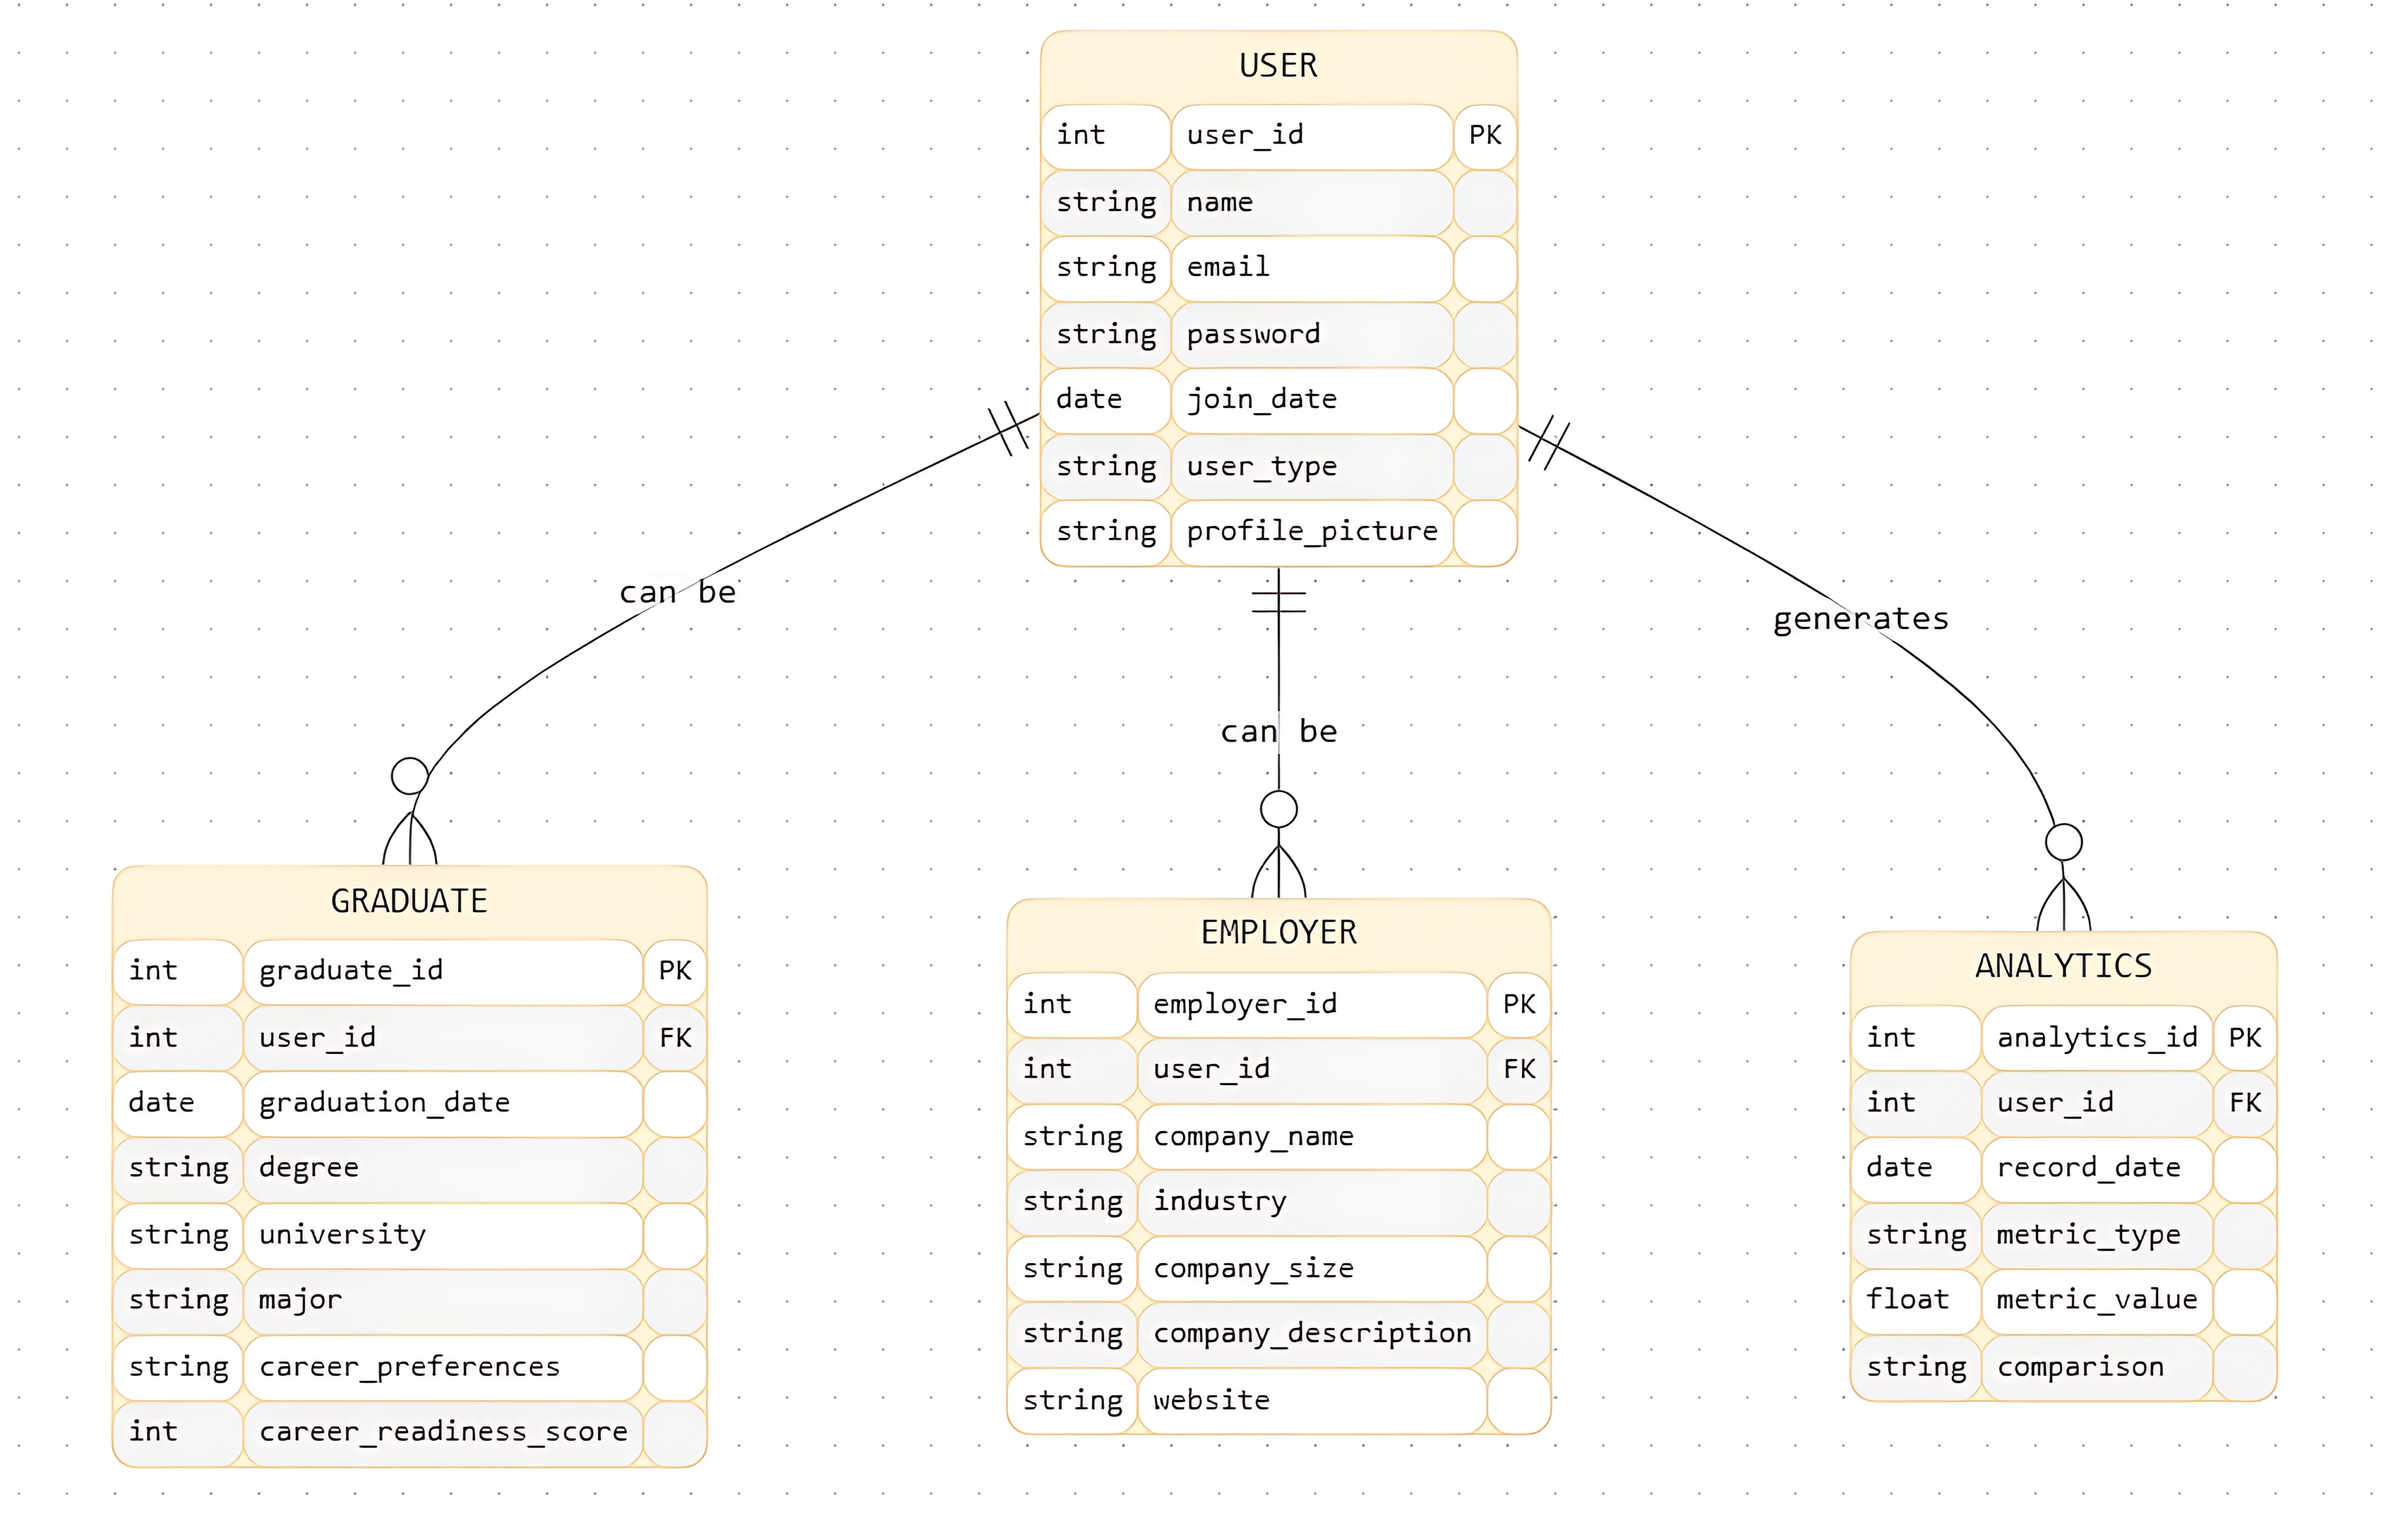 USER
int user_id PK
string name
string email
string password
date join_date
string user_type
string profile_picture
can be
can be
generates
GRADUATE
int graduate_id PK
int user_id FK
date graduation_date
string degree
string university
string major
string career_preferences
int career_readiness_score
EMPLOYER
int employer_id PK
int user_id FK
string company_name
string industry
string company_size
string company_description
string website
ANALYTICS
int analytics_id PK
int user_id FK
date record_date
string metric_type
float metric_value
string comparison